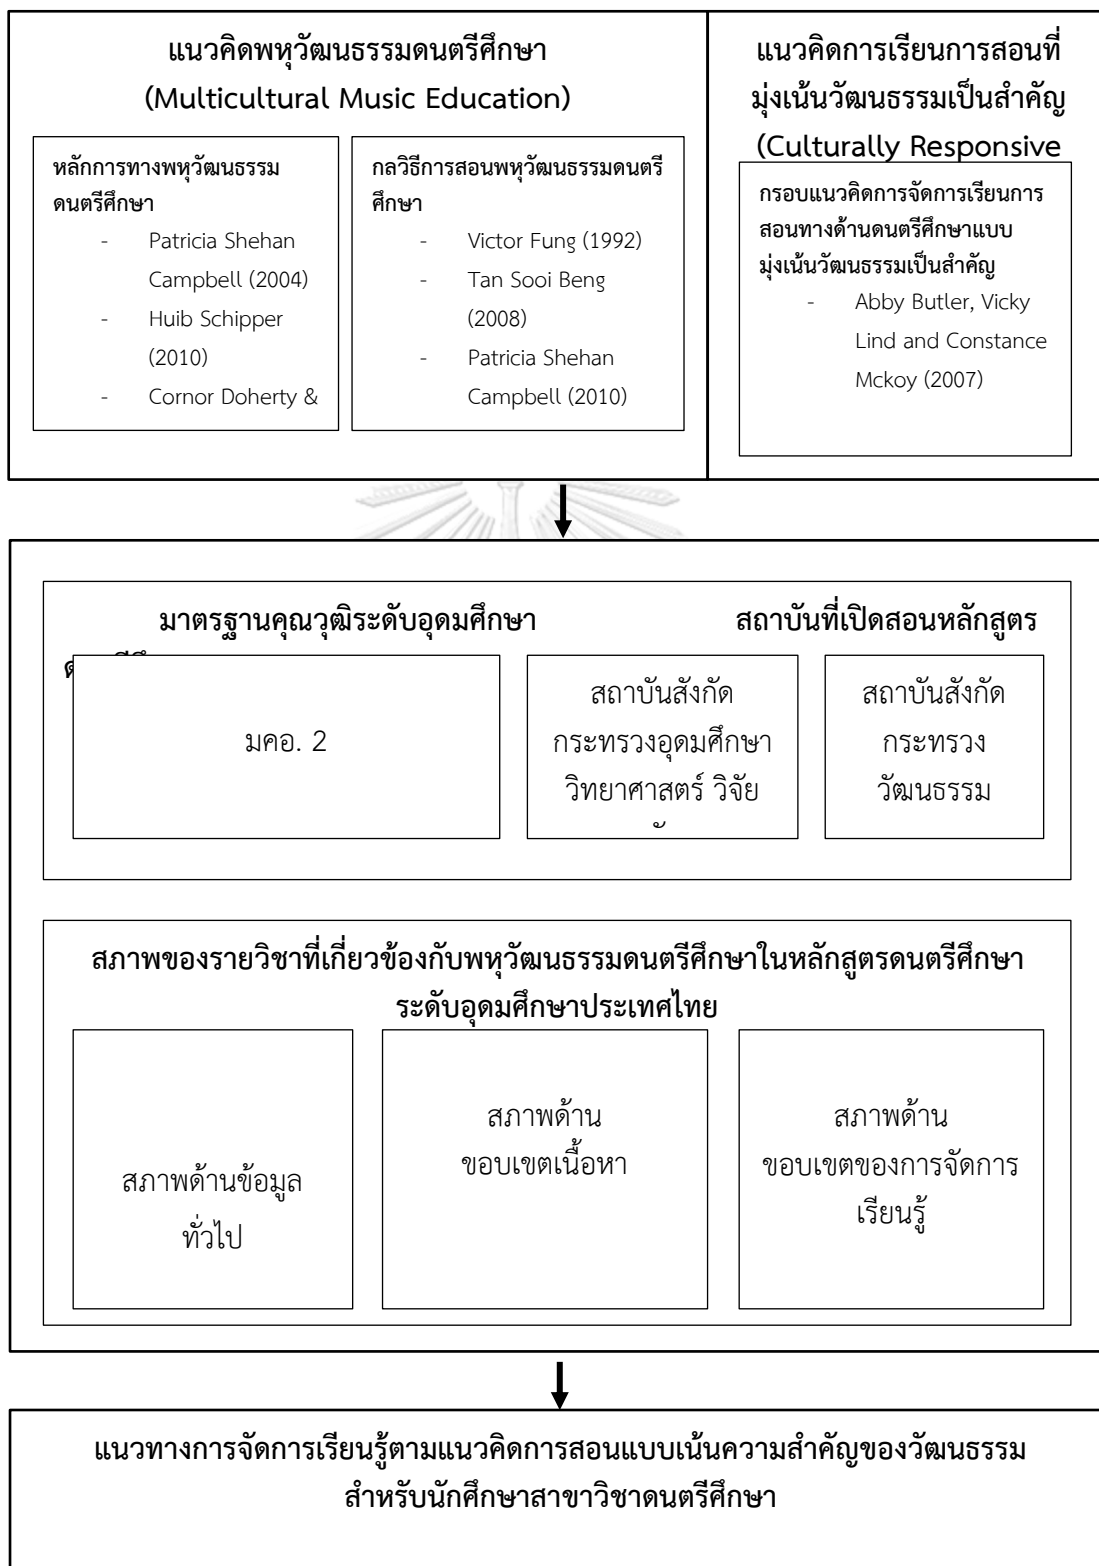 แนวคิดพหุวัฒนธรรมดนตรีศึกษา
(Multicultural Music Education)
หลักการทางพหุวัฒนธรรม
ดนตรีศึกษา
- Patricia Shehan
Campbell (2004)
- Huib Schipper
(2010)
- Cornor Doherty &
กลวิธีการสอนพหุวัฒนธรรมดนตรี
ศึกษา
- Victor Fung (1992)
- Tan Sooi Beng
(2008)
- Patricia Shehan
Campbell (2010)
แนวคิดการเรียนการสอนที่
มุ่งเน้นวัฒนธรรมเป็นสำคัญ
(Culturally Responsive
กรอบแนวคิดการจัดการเรียนการ
สอนทางด้านดนตรีศึกษาแบบ
มุ่งเน้นวัฒนธรรมเป็นสำคัญ
- Abby Butler, Vicky
Lind and Constance
Mckoy (2007)
มาตรฐานคุณวุฒิระดับอุดมศึกษา
สถาบันที่เปิดสอนหลักสูตร
มคอ. 2
สถาบันสังกัด
กระทรวงอุดมศึกษา
วิทยาศาสตร์ วิจัย
สถาบันสังกัด
กระทรวง
วัฒนธรรม
สภาพของรายวิชาที่เกี่ยวข้องกับพหุวัฒนธรรมดนตรีศึกษาในหลักสูตรดนตรีศึกษา
ระดับอุดมศึกษาประเทศไทย
สภาพด้านข้อมูล
ทั่วไป
สภาพด้าน
ขอบเขตเนื้อหา
สภาพด้าน
ขอบเขตของการจัดการ
เรียนรู้
แนวทางการจัดการเรียนรู้ตามแนวคิดการสอนแบบเน้นความสำคัญของวัฒนธรรม
สำหรับนักศึกษาสาขาวิชาดนตรีศึกษา